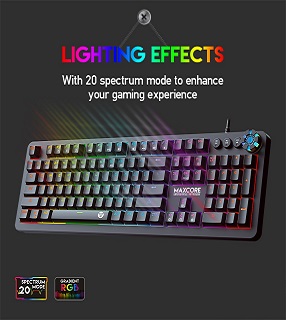 LIGHTING EFFECTS
With 20 spectrum mode to enhance
your gaming experience
MAXCORE
SPECTRUM
20 MODE
GRADIENT
RGB